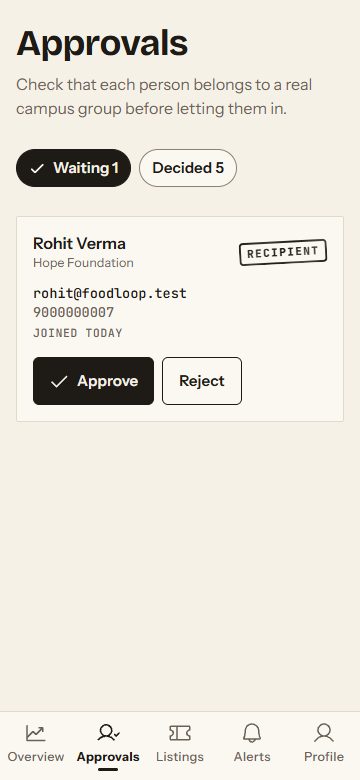 Approvals
Check that each person belongs to a real
campus group before letting them in.
Waiting 1
Decided 5
Rohit Verma
Hope Foundation
RECIPIENT
rohit@foodloop.test
9000000007
JOINED TODAY
Approve
Reject
Overview
Approvals
Listings
Alerts
Profile